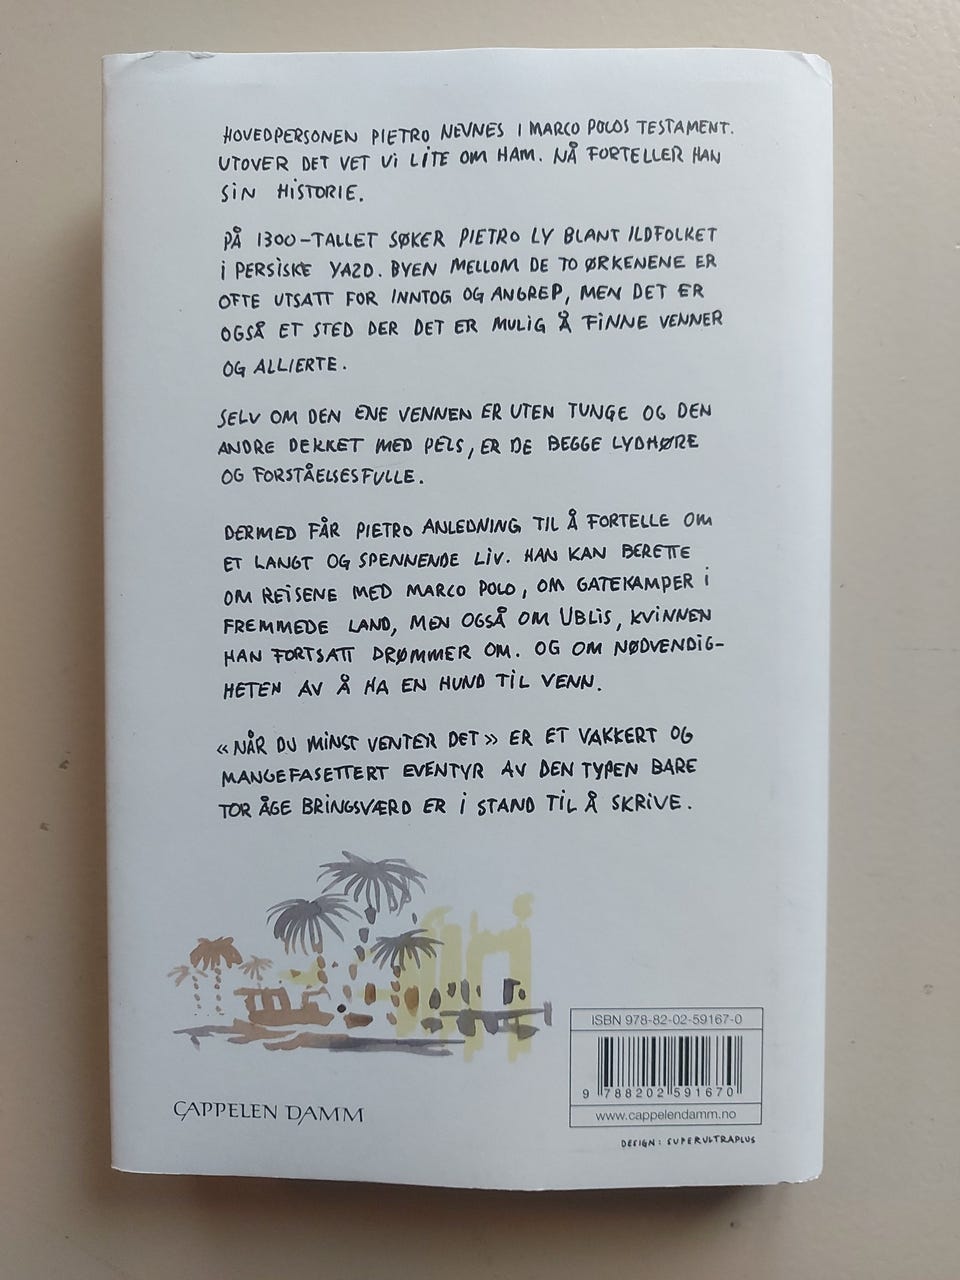 HOVEDPERSONEN PIETRO NEVNES I MARCO POLOS TESTAMENT.
UTOVER DET VET VI LITE OM HAM. NÅ FORTELLER HAN
SIN HISTORIE.
PÅ 1300-TALLET SØKER PIETRO LY BLANT ILDFOLKET
I PERSISKE YAZD. BYEN MELLOM DE TO ØRKENENE ER
OFTE UTSATT FOR INNTOG OG ANGREP, MEN DET ER
OGSÅ ET STED DER DET ER MULIG Å FINNE VENNER
OG ALLIERTE.
SELV OM DEN ENE VENNEN ER UTEN TUNGE OG DEN
ANDRE DEKKET MED PELS, ER DE BEGGE LYDHØRE
OG FORSTÅELSESFULLE.
DERMED FÅR PIETRO ANLEDNING TIL Å FORTELLE OM
ET LANGT OG SPENNENDE LIV. HAN KAN BERETTE
OM REISENE MED MARCO POLO, OM GATEKAMPER I
FREMMEDE LAND, MEN OGSÅ OM UBLIS, KVINNEN
HAN FORTSATT DRØMMER OM. OG OM NØDVENDIG-
HETEN AV Å HA EN HUND TIL VENN.
«NÅR DU MINST VENTER DET» ER ET VAKKERT OG
MANGEFASETTERT EVENTYR AV DEN TYPEN BARE
TOR ÅGE BRINGSVÆRD ER I STAND TIL Å SKRIVE.
ISBN 978-82-02-59167-0
9 788202 591670
www.cappelendamm.no
CAPPELEN DAMM
DESIGN: SUPERULTRAPLUS